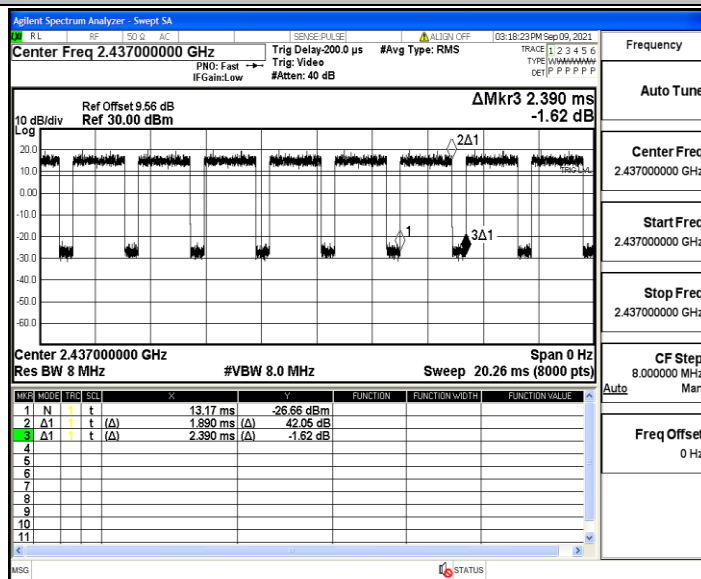 Agilent Spectrum Analyzer - Swept SA
RL RF 50 Ω AC SENSE:PULSE ALIGN OFF 03:18:23 PM Sep 09, 2021
Center Freq 2.437000000 GHz
PNO: Fast
IFGain:Low
Trig Delay-200.0 µs
Trig: Video
#Atten: 40 dB
#Avg Type: RMS
TRACE 1 2 3 4 5 6
TYPE
DET P P P P P P
ΔMkr3 2.390 ms
-1.62 dB
10 dB/div
Log
Ref Offset 9.56 dB
Ref 30.00 dBm
20.0
10.0
0.00
-10.0
-20.0
-30.0
-40.0
-50.0
-60.0
2Δ1
TRIG LVL
1
3Δ1
Center 2.437000000 GHz Span 0 Hz
Res BW 8 MHz #VBW 8.0 MHz Sweep 20.26 ms (8000 pts)
MKR MODE TRC SCL X Y FUNCTION FUNCTION WIDTH FUNCTION VALUE
1 N 1 t 13.17 ms -26.66 dBm
2 Δ1 1 t (Δ) 1.890 ms (Δ) 42.05 dB
3 Δ1 1 t (Δ) 2.390 ms (Δ) -1.62 dB
4
5
6
7
8
9
10
11
MSG STATUS
Frequency
Auto Tune
Center Freq
2.437000000 GHz
Start Freq
2.437000000 GHz
Stop Freq
2.437000000 GHz
CF Step
8.000000 MHz
Auto Man
Freq Offset
0 Hz